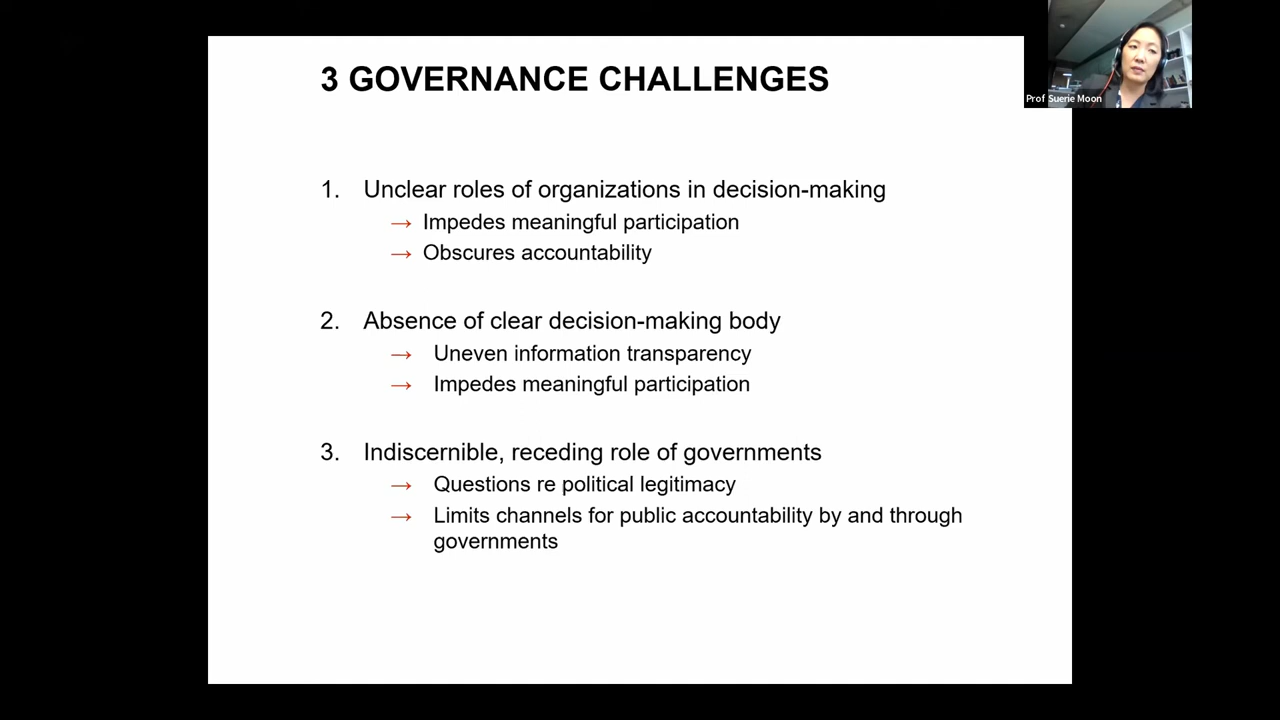 3 GOVERNANCE CHALLENGES
Prof Suerie Moon
1. Unclear roles of organizations in decision-making
→ Impedes meaningful participation
→ Obscures accountability
2. Absence of clear decision-making body
→ Uneven information transparency
→ Impedes meaningful participation
3. Indiscernible, receding role of governments
→ Questions re political legitimacy
→ Limits channels for public accountability by and through
governments